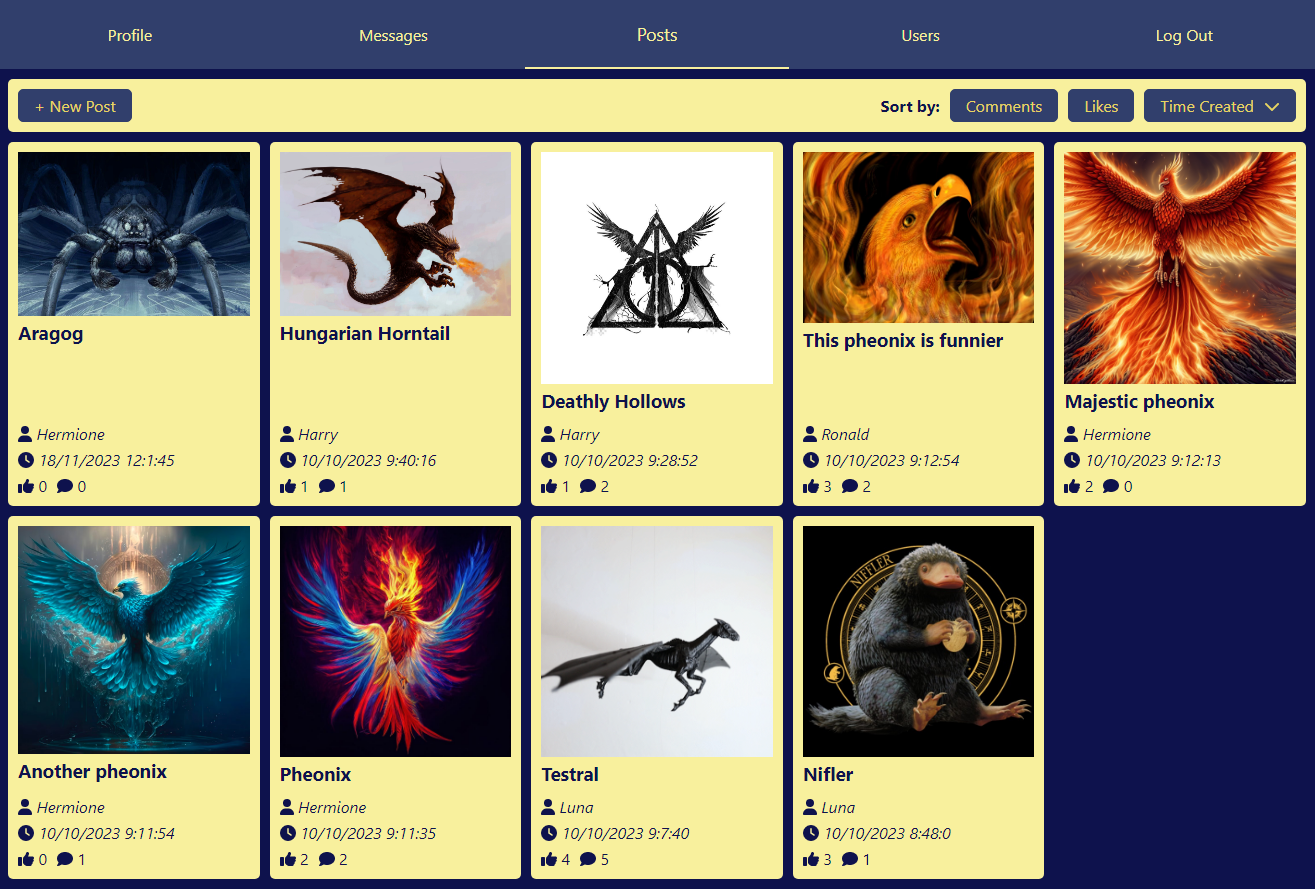 Profile
Messages
Posts
Users
Log Out
+ New Post
Sort by:
Comments
Likes
Time Created
Aragog
Hermione
18/11/2023 12:1:45
0 0
Hungarian Horntail
Harry
10/10/2023 9:40:16
1 1
Deathly Hollows
Harry
10/10/2023 9:28:52
1 2
This pheonix is funnier
Ronald
10/10/2023 9:12:54
3 2
Majestic pheonix
Hermione
10/10/2023 9:12:13
2 0
Another pheonix
Hermione
10/10/2023 9:11:54
0 1
Pheonix
Hermione
10/10/2023 9:11:35
2 2
Testral
Luna
10/10/2023 9:7:40
4 5
NIFFLER
Nifler
Luna
10/10/2023 8:48:0
3 1